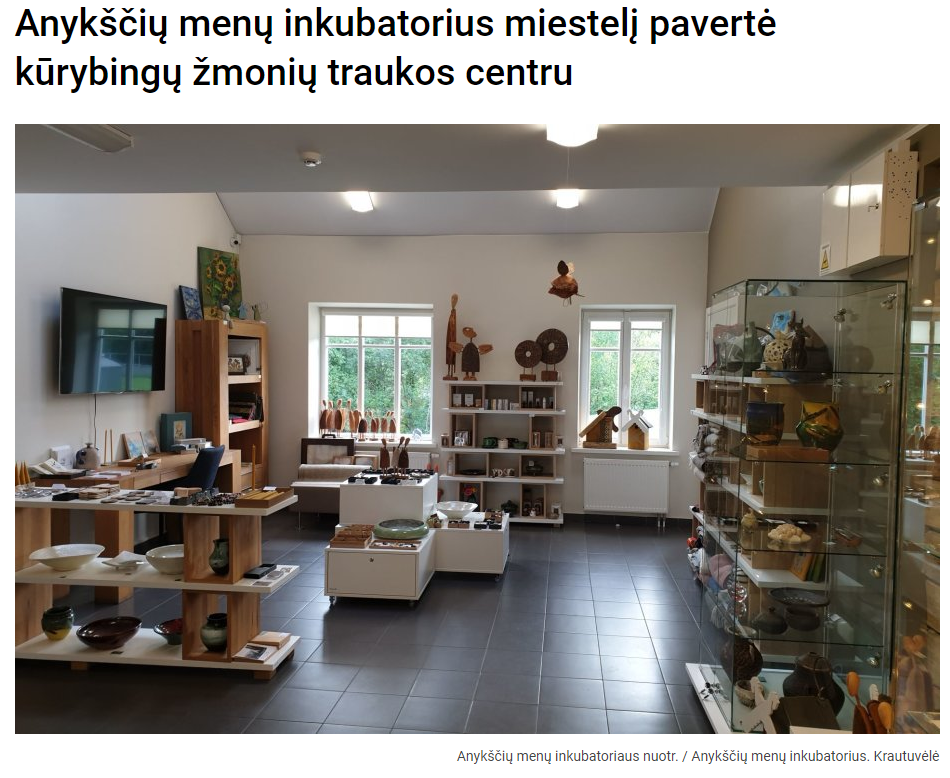 Anykščių menų inkubatorius miestelį pavertė
kūrybingų žmonių traukos centru
Anykščių menų inkubatoriaus nuotr. / Anykščių menų inkubatorius. Krautuvėlė